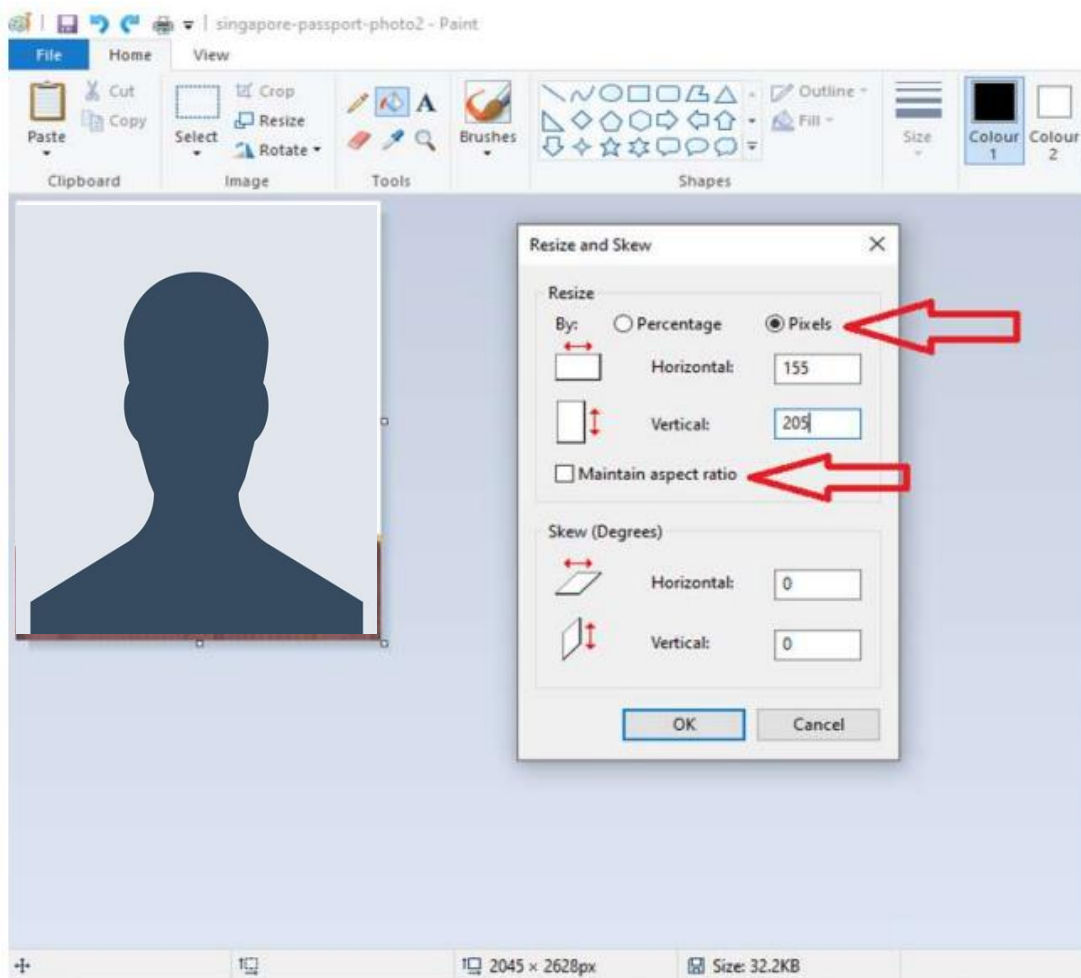 singapore-passport-photo2 - Paint
File Home View
Paste
Cut
Copy
Clipboard
Select
Crop
Resize
Rotate
Image
A
Tools
Brushes
Outline
Fill
Shapes
Size
Colour 1
Colour 2
Resize and Skew
Resize
By: Percentage Pixels
Horizontal: 155
Vertical: 205
Maintain aspect ratio
Skew (Degrees)
Horizontal: 0
Vertical: 0
OK Cancel
2045 × 2628px Size: 32.2KB